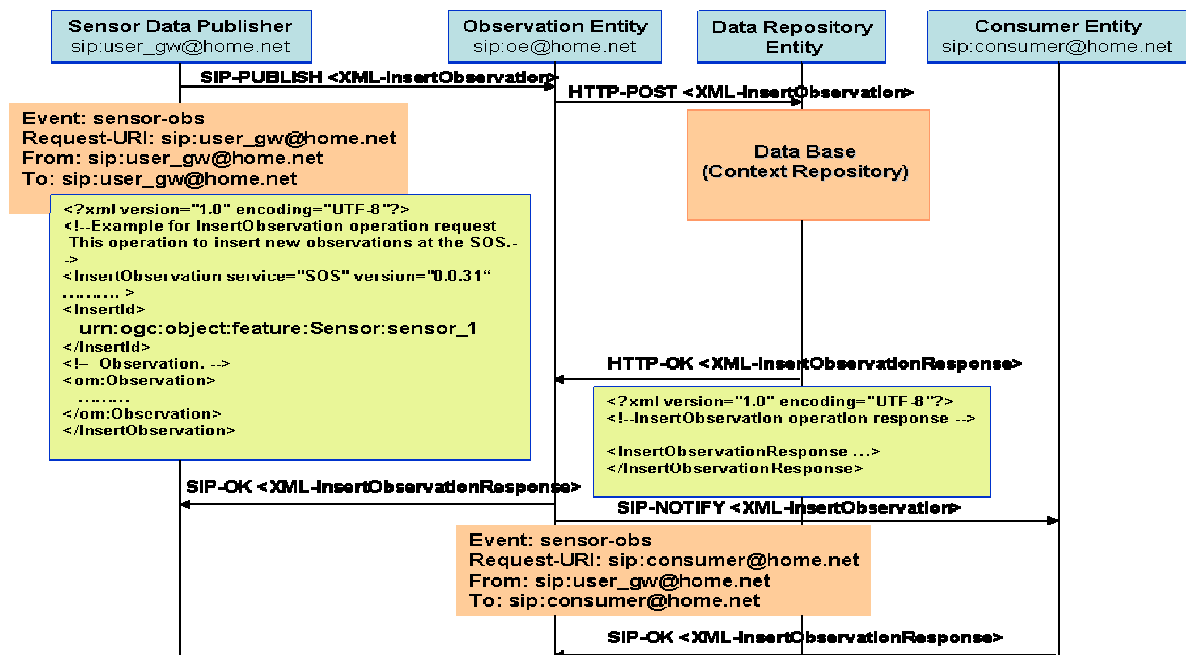 Sensor Data Publisher
sip:user_gw@home.net
Observation Entity
sip:oe@home.net
Data Repository
Entity
Consumer Entity
sip:consumer@home.net
SIP-PUBLISH <XML-InsertObservation>
HTTP-POST <XML-InsertObservation>
Event: sensor-obs
Request-URI: sip:user_gw@home.net
From: sip:user_gw@home.net
To: sip:user_gw@home.net
Data Base
(Context Repository)
<?xml version="1.0" encoding="UTF-8"?>
<!--Example for InsertObservation operation request
This operation to insert new observations at the SOS.-
->
<InsertObservation service="SOS" version="0.0.31“
.......... >
<InsertId>
urn:ogc:object:feature:Sensor:sensor_1
</InsertId>
<!-- Observation. -->
<om:Observation>
.........
</om:Observation>
</InsertObservation>
HTTP-OK <XML-InsertObservationResponse>
<?xml version="1.0" encoding="UTF-8"?>
<!--InsertObservation operation response -->
<InsertObservationResponse ...>
</InsertObservationResponse>
SIP-OK <XML-InsertObservationResponse>
SIP-NOTIFY <XML-InsertObservation>
Event: sensor-obs
Request-URI: sip:consumer@home.net
From: sip:user_gw@home.net
To: sip:consumer@home.net
SIP-OK <XML-InsertObservationResponse>